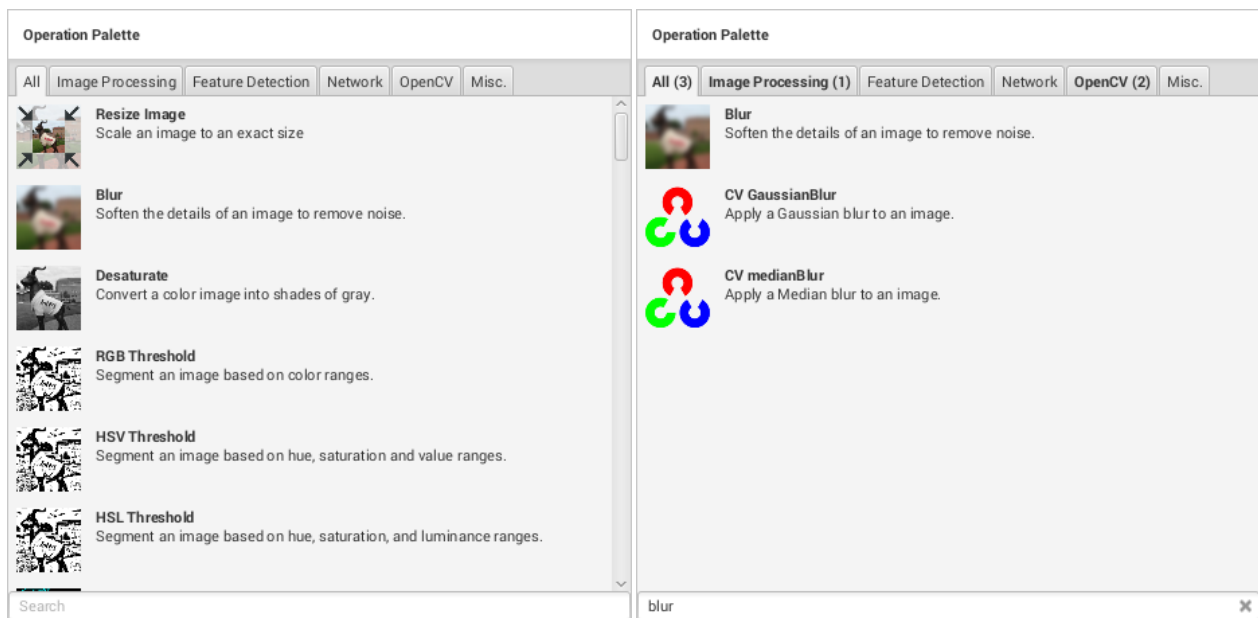 Operation Palette
All Image Processing Feature Detection Network OpenCV Misc.
Resize Image
Scale an image to an exact size
Blur
Soften the details of an image to remove noise.
Desaturate
Convert a color image into shades of gray.
RGB Threshold
Segment an image based on color ranges.
HSV Threshold
Segment an image based on hue, saturation and value ranges.
HSL Threshold
Segment an image based on hue, saturation, and luminance ranges.
Search
Operation Palette
All (3) Image Processing (1) Feature Detection Network OpenCV (2) Misc.
Blur
Soften the details of an image to remove noise.
CV GaussianBlur
Apply a Gaussian blur to an image.
CV medianBlur
Apply a Median blur to an image.
blur